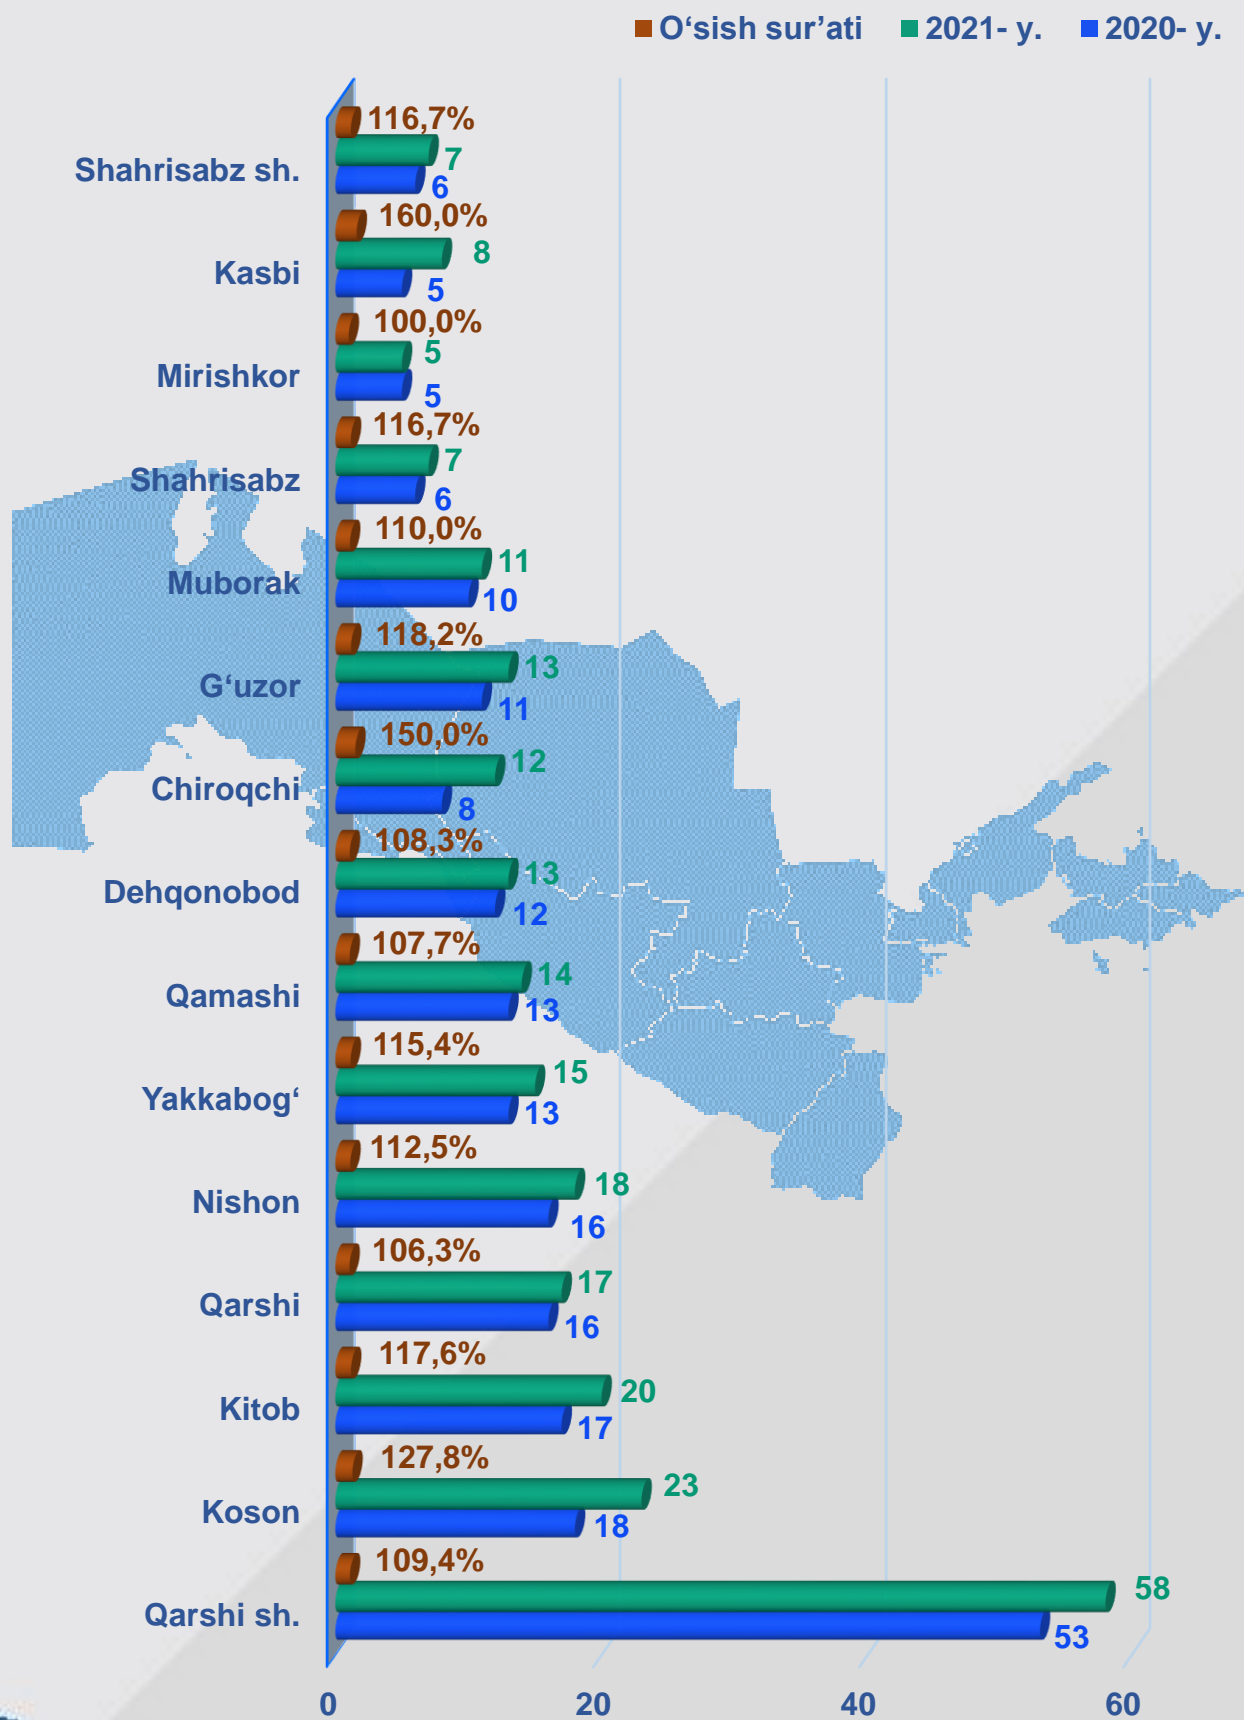 O‘sish sur’ati 2021- y. 2020- y.
116,7%
Shahrisabz sh. 7
6
160,0%
Kasbi 8
5
100,0%
Mirishkor 5
5
116,7%
Shahrisabz 7
6
110,0%
Muborak 11
10
118,2%
G‘uzor 13
11
150,0%
Chiroqchi 12
8
108,3%
Dehqonobod 13
12
107,7%
Qamashi 14
13
115,4%
Yakkabog‘ 15
13
112,5%
Nishon 18
16
106,3%
Qarshi 17
16
117,6%
Kitob 20
17
127,8%
Koson 23
18
109,4%
Qarshi sh. 58
53
0 20 40 60